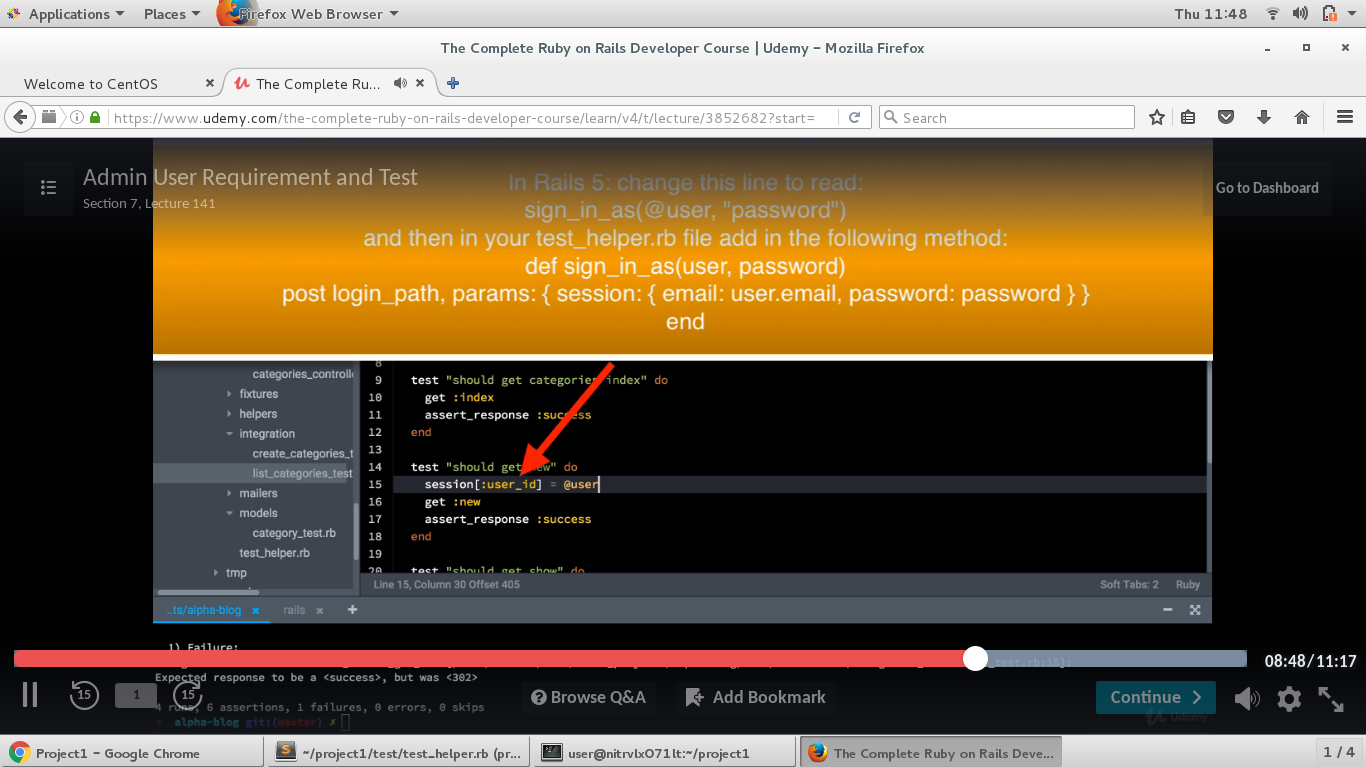 Applications Places Firefox Web Browser Thu 11:48
The Complete Ruby on Rails Developer Course | Udemy – Mozilla Firefox
Welcome to CentOS The Complete Ru...
https://www.udemy.com/the-complete-ruby-on-rails-developer-course/learn/v4/t/lecture/3852682?start= Search
Admin User Requirement and Test
Section 7, Lecture 141
Go to Dashboard
In Rails 5: change this line to read:
sign_in_as(@user, "password")
and then in your test_helper.rb file add in the following method:
def sign_in_as(user, password)
post login_path, params: { session: { email: user.email, password: password } }
end
categories_controlle
fixtures
helpers
integration
create_categories_t
list_categories_test
mailers
models
category_test.rb
test_helper.rb
tmp
8
9 test "should get categories index" do
10 get :index
11 assert_response :success
12 end
13
14 test "should get new" do
15 session[:user_id] = @user
16 get :new
17 assert_response :success
18 end
19
20 test "should get show" do
Line 15, Column 30 Offset 405 Soft Tabs: 2 Ruby
..ts/alpha-blog × rails × +
1) Failure:
_test.rb:16]:
Expected response to be a <success>, but was <302>
4 runs, 6 assertions, 1 failures, 0 errors, 0 skips
alpha-blog git:(master) ✗
08:48/11:17
15 1 15 Browse Q&A Add Bookmark Continue
Udemy
Project1 – Google Chrome ~/project1/test/test_helper.rb (pr... user@nitrvlxO71lt:~/project1 The Complete Ruby on Rails Deve... 1 / 4